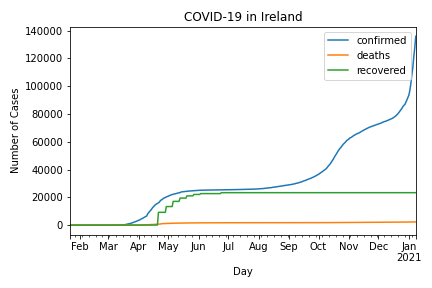 COVID-19 in Ireland
Number of Cases
140000
120000
100000
80000
60000
40000
20000
0
confirmed
deaths
recovered
Feb Mar Apr May Jun Jul Aug Sep Oct Nov Dec Jan
2021
Day